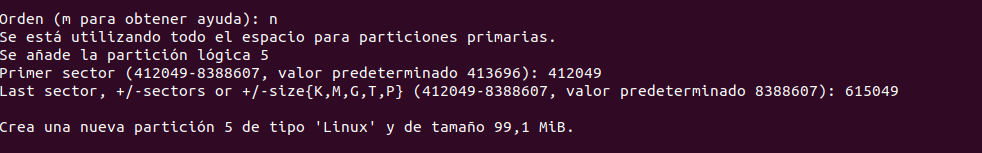 Orden (m para obtener ayuda): n
Se está utilizando todo el espacio para particiones primarias.
Se añade la partición lógica 5
Primer sector (412049-8388607, valor predeterminado 413696): 412049
Last sector, +/-sectors or +/-size{K,M,G,T,P} (412049-8388607, valor predeterminado 8388607): 615049
Crea una nueva partición 5 de tipo 'Linux' y de tamaño 99,1 MiB.